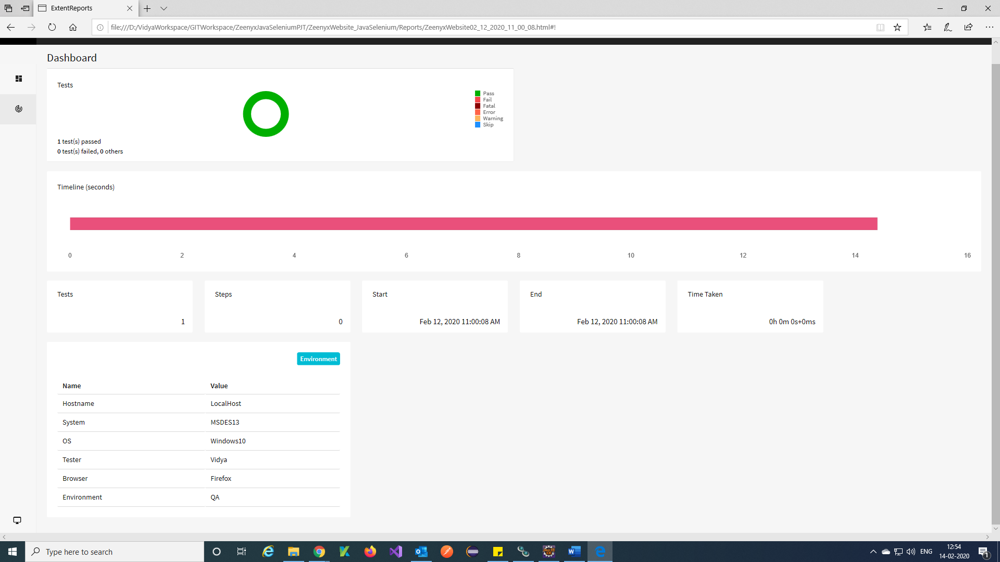 ExtentReports
file:///D:/VidyaWorkspace/GITWorkspace/ZeenyxJavaSeleniumPJT/ZeenyxWebsite_JavaSelenium/Reports/ZeenyxWebsite02_12_2020_11_00_08.html#!
Dashboard
Tests
Pass
Fail
Fatal
Error
Warning
Skip
1 test(s) passed
0 test(s) failed, 0 others
Timeline (seconds)
0 2 4 6 8 10 12 14 16
Tests Steps Start End Time Taken
1 0 Feb 12, 2020 11:00:08 AM Feb 12, 2020 11:00:08 AM 0h 0m 0s+0ms
Environment
Name Value
Hostname LocalHost
System MSDES13
OS Windows10
Tester Vidya
Browser Firefox
Environment QA
Type here to search
ENG
12:54
14-02-2020
1